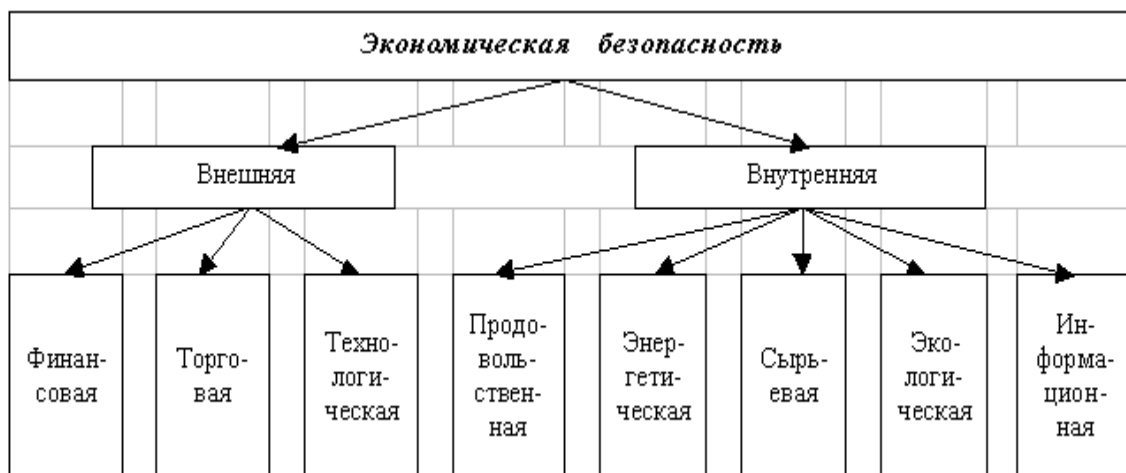 Экономическая безопасность
Внешняя
Внутренняя
Финан-
совая
Торго-
вая
Техно-
логи-
ческая
Продо-
воль-
ствен-
ная
Энер-
гети-
ческая
Сырь-
евая
Эко-
логи-
ческая
Ин-
форма-
цион-
ная